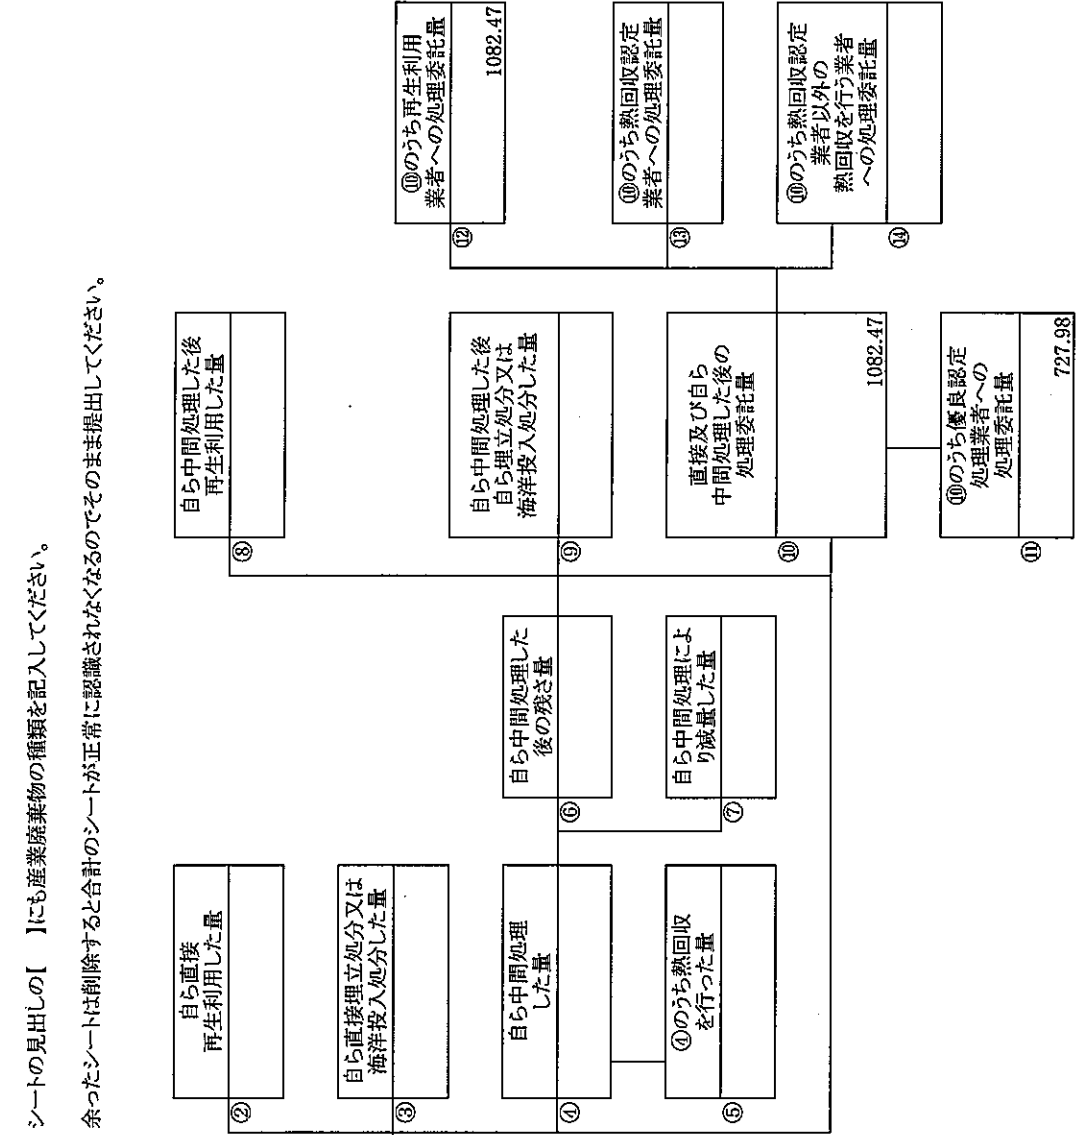 シートの見出しの【　】にも産業廃棄物の種類を記入してください。
余ったシートは削除すると合計のシートが正常に認識されなくなるのでそのまま提出してください。
②
自ら直接
再生利用した量
③
自ら直接埋立処分又は
海洋投入処分した量
④
自ら中間処理
した量
⑤
④のうち熱回収
を行った量
⑥
自ら中間処理した
後の残さ量
⑦
自ら中間処理によ
り減量した量
⑧
自ら中間処理した後
再生利用した量
⑨
自ら中間処理した後
自ら埋立処分又は
海洋投入処分した量
⑩
直接及び自ら
中間処理した後の
処理委託量
1082.47
⑪
⑩のうち優良認定
処理業者への
処理委託量
727.98
⑫
⑩のうち再生利用
業者への処理委託量
1082.47
⑬
⑩のうち熱回収認定
業者への処理委託量
⑭
⑩のうち熱回収認定
業者以外の
熱回収を行う業者
への処理委託量